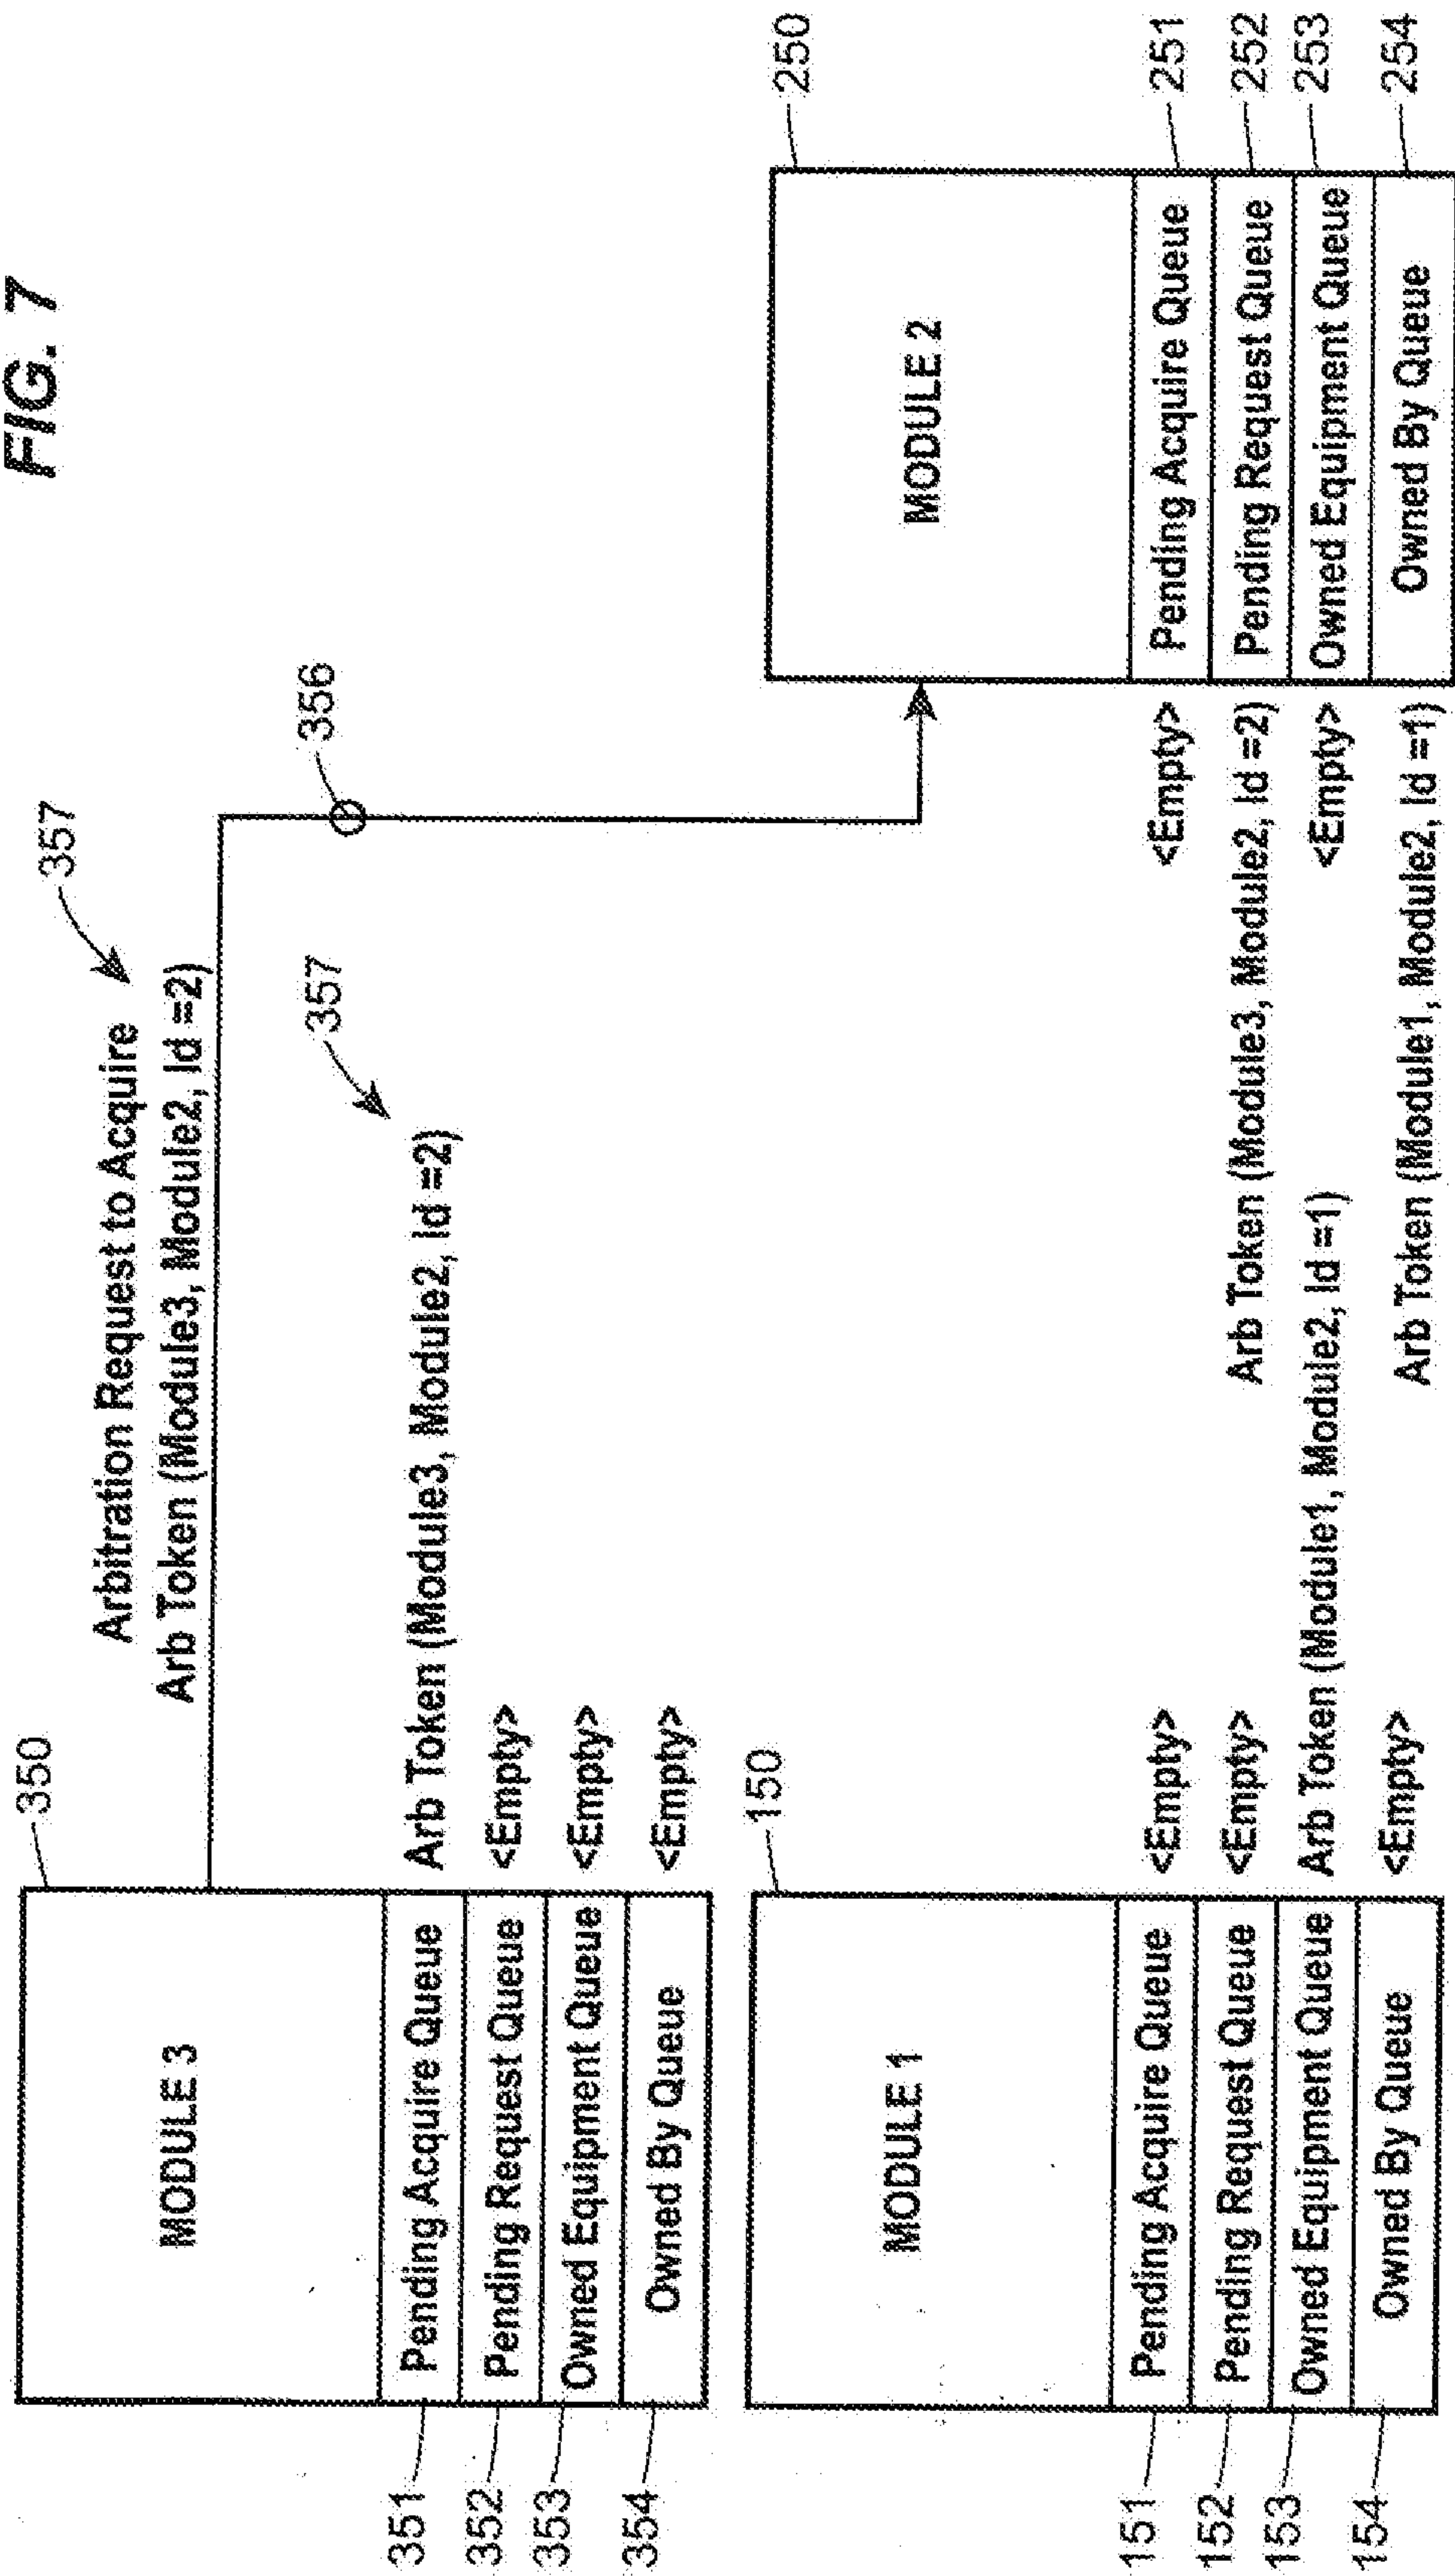 FIG. 7
Arbitration Request to Acquire
Arb Token (Module3, Module2, Id =2)
357
350
356
357
MODULE 3
351
Pending Acquire Queue
Arb Token (Module3, Module2, Id =2)
352
Pending Request Queue
<Empty>
353
Owned Equipment Queue
<Empty>
354
Owned By Queue
<Empty>
150
MODULE 1
151
Pending Acquire Queue
<Empty>
152
Pending Request Queue
<Empty>
153
Owned Equipment Queue
Arb Token (Module1, Module2, Id =1)
154
Owned By Queue
<Empty>
250
MODULE 2
<Empty>
Pending Acquire Queue
251
Arb Token (Module3, Module2, Id =2)
Pending Request Queue
252
<Empty>
Owned Equipment Queue
253
Arb Token (Module1, Module2, Id =1)
Owned By Queue
254